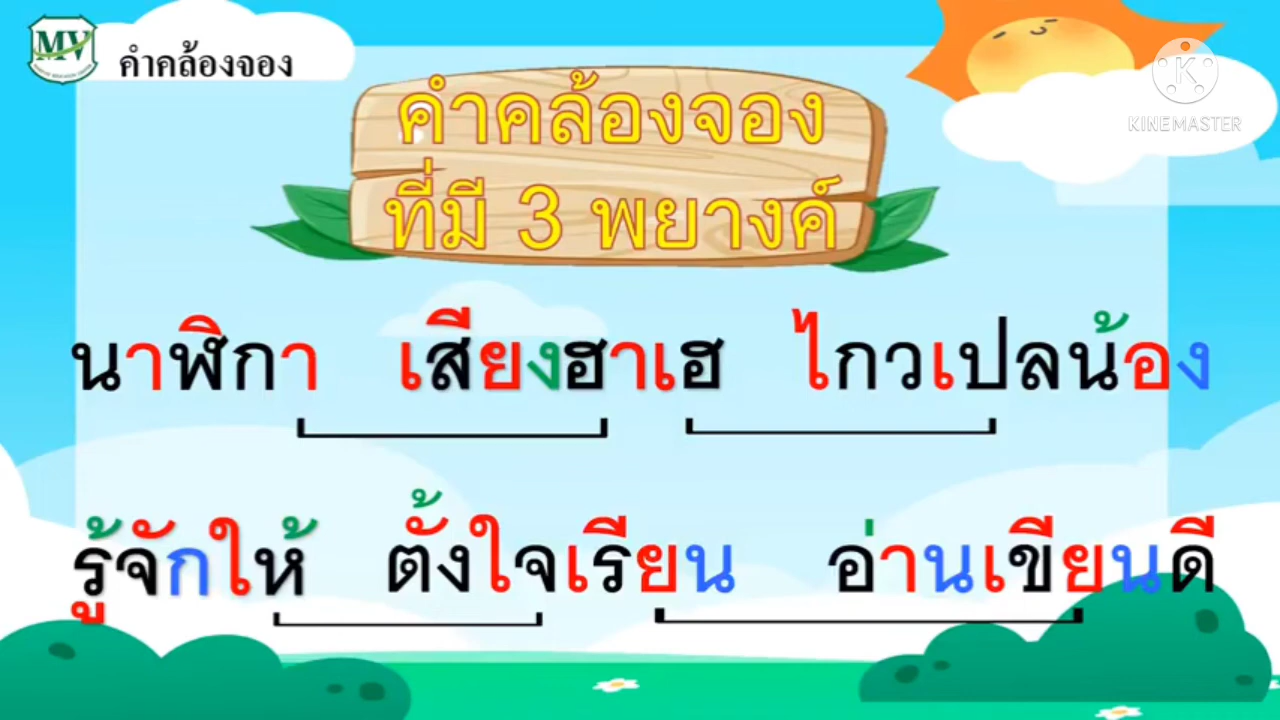 MV
คำคล้องจอง
KINEMASTER
คำคล้องจอง
ที่มี 3 พยางค์
นาฬิกา เสียงฮาเฮ ไกวเปลน้อง
รู้จักให้ ตั้งใจเรียน อ่านเขียนดี